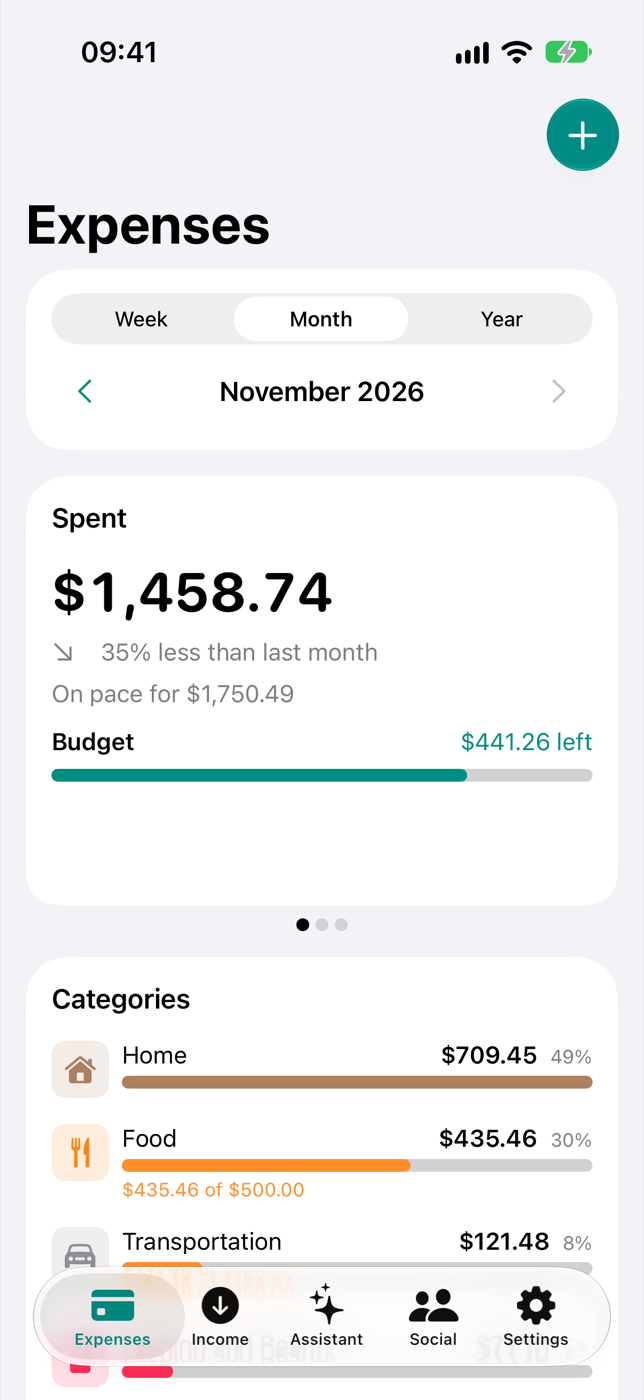 09:41
Expenses
Week Month Year
November 2026
Spent
$1,458.74
35% less than last month
On pace for $1,750.49
Budget $441.26 left
Categories
Home $709.45 49%
Food $435.46 30%
$435.46 of $500.00
Transportation $121.48 8%
Expenses Income Assistant Social Settings